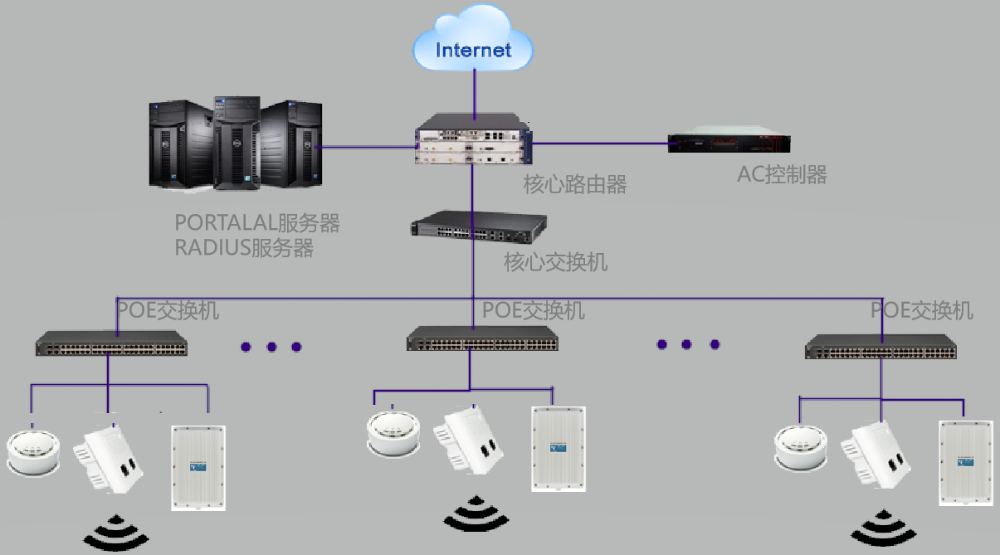 Internet
核心路由器
AC控制器
PORTALAL服务器
RADIUS服务器
核心交换机
POE交换机
POE交换机
POE交换机